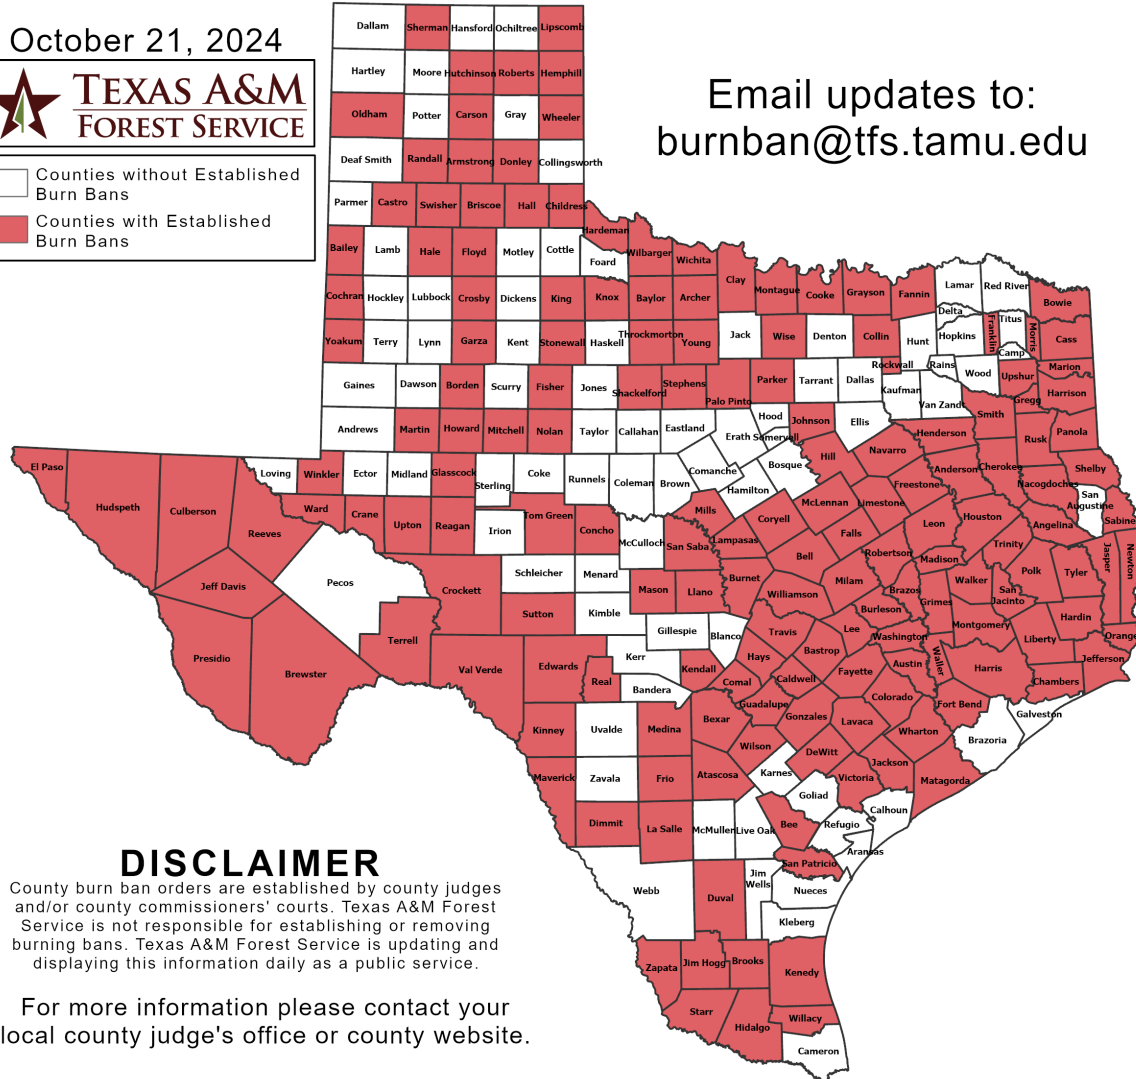 October 21, 2024
TEXAS A&M
FOREST SERVICE
Counties without Established
Burn Bans
Counties with Established
Burn Bans
Email updates to:
burnban@tfs.tamu.edu
Dallam Sherman Hansford Ochiltree Lipscomb
Hartley Moore Hutchinson Roberts Hemphill
Oldham Potter Carson Gray Wheeler
Deaf Smith Randall Armstrong Donley Collingsworth
Parmer Castro Swisher Briscoe Hall Childress
Hardeman
Bailey Lamb Hale Floyd Motley Cottle Foard Wilbarger Wichita
Clay Montague Cooke Grayson Fannin Lamar Red River Bowie
Cochran Hockley Lubbock Crosby Dickens King Knox Baylor Archer
Delta Titus Franklin Morris Cass
Yoakum Terry Lynn Garza Kent Stonewall Haskell Throckmorton Young Jack Wise Denton Collin Hunt Hopkins
Camp Rockwall Rains Wood Upshur Marion
Gaines Dawson Borden Scurry Fisher Jones Shackelford Stephens Palo Pinto Parker Tarrant Dallas Kaufman Van Zandt Gregg Harrison
Andrews Martin Howard Mitchell Nolan Taylor Callahan Eastland Erath Hood Somervell Johnson Ellis Henderson Smith Rusk Panola
El Paso Hudspeth Culberson Reeves Loving Winkler Ector Midland Glasscock Sterling Coke Runnels Coleman Brown Comanche Hamilton Bosque Hill Navarro Freestone Anderson Cherokee Nacogdoches Shelby
San
Augustine
Sabine
Ward Crane Upton Reagan Irion Tom Green Concho McCulloch San Saba Mills Lampasas Coryell McLennan Limestone Falls Leon Houston Angelina
Jeff Davis Pecos Crockett Schleicher Menard Mason Llano Burnet Bell Williamson Milam Robertson Brazos Madison Grimes Walker Trinity Polk Tyler Jasper Newton
San
Jacinto
Presidio Brewster Terrell Val Verde Sutton Kimble Gillespie Blanco Travis Lee Burleson Washington Montgomery Liberty Hardin Orange
Edwards Real Kerr Kendall Bandera Hays Comal Caldwell Bastrop Fayette Austin Waller Harris Chambers Jefferson
Kinney Uvalde Medina Bexar Guadalupe Gonzales Lavaca Colorado Wharton Fort Bend Brazoria Galveston
Maverick Zavala Frio Atascosa Wilson Karnes DeWitt Victoria Jackson Matagorda
Dimmit La Salle McMullen Live Oak Bee Goliad Refugio Calhoun Aransas
Webb Duval
Jim
Wells
San Patricio Nueces Kleberg
Zapata Jim Hogg Brooks Kenedy
Starr Hidalgo Willacy
Cameron
DISCLAIMER
County burn ban orders are established by county judges
and/or county commissioners' courts. Texas A&M Forest
Service is not responsible for establishing or removing
burning bans. Texas A&M Forest Service is updating and
displaying this information daily as a public service.
For more information please contact your
local county judge's office or county website.